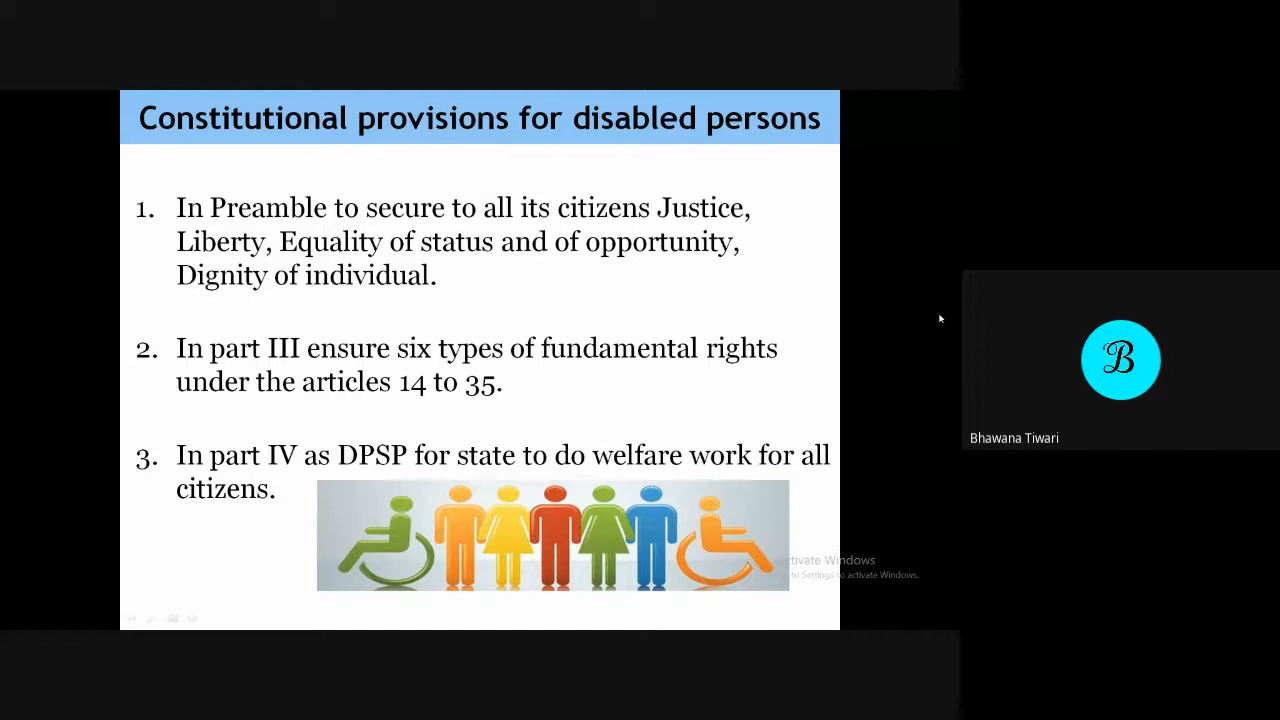 Constitutional provisions for disabled persons
1. In Preamble to secure to all its citizens Justice,
Liberty, Equality of status and of opportunity,
Dignity of individual.
2. In part III ensure six types of fundamental rights
under the articles 14 to 35.
3. In part IV as DPSP for state to do welfare work for all
citizens.
B
Bhawana Tiwari
ctivate Windows
to Settings to activate Windows.